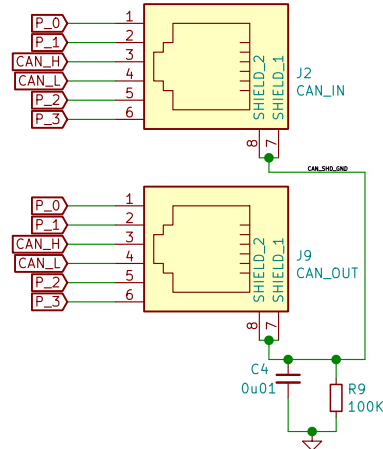 P_0 1
P_1 2
CAN_H 3
CAN_L 4
P_2 5
P_3 6
SHIELD_2
SHIELD_1
8
7
J2
CAN_IN
CAN_SHD_GND
P_0 1
P_1 2
CAN_H 3
CAN_L 4
P_2 5
P_3 6
SHIELD_2
SHIELD_1
8
7
J9
CAN_OUT
C4
0u01
R9
100K